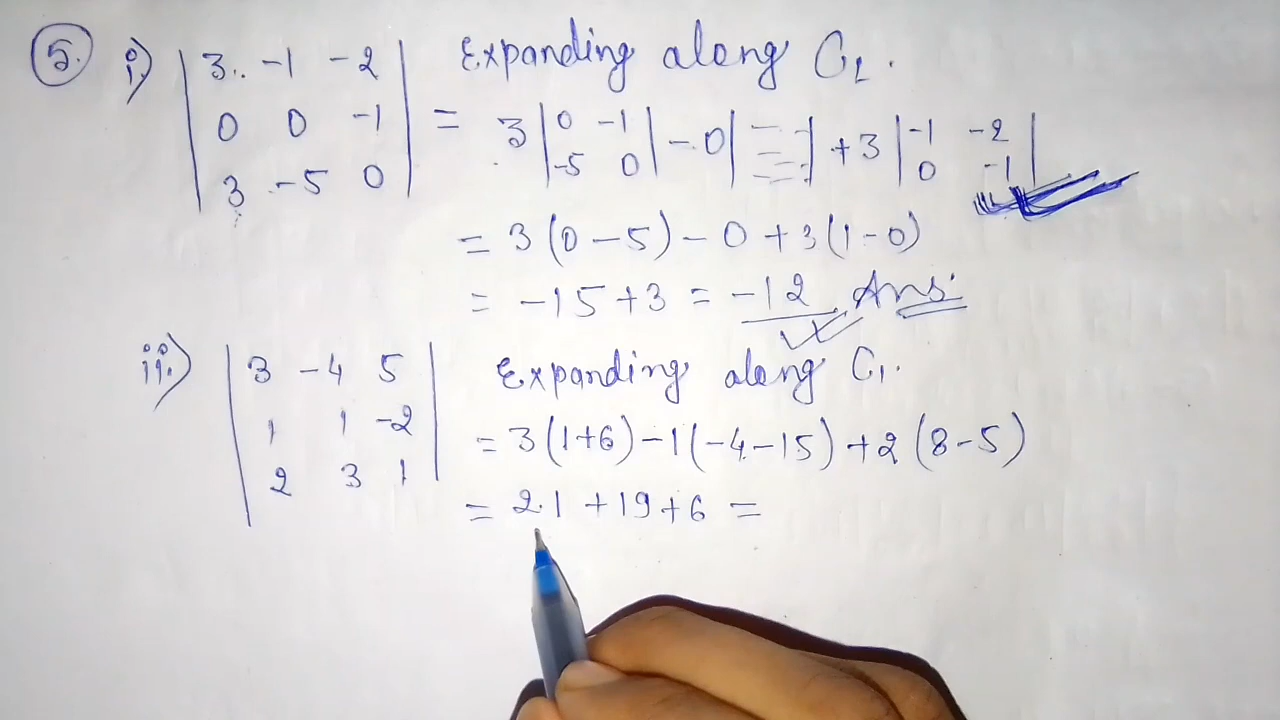 5. i) | 3 -1 -2 | Expanding along C1.
| 0 0 -1 | = 3 | 0 -1 | - 0 | | + 3 | -1 -2 |
| 3 -5 0 | | -5 0 | | 0 -1 |
= 3(0-5) - 0 + 3(1-0)
= -15+3 = -12 Ans.
ii.) | 3 -4 5 | Expanding along C1.
| 1 1 -2 | = 3(1+6) -1(-4-15) +2(8-5)
| 2 3 1 | = 21 +19+6 =